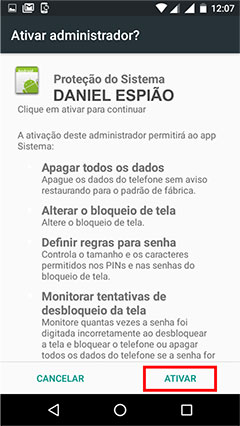 12:07
Ativar administrador?
Proteção do Sistema
DANIEL ESPIÃO
Clique em ativar para continuar
A ativação deste administrador permitirá ao app
Sistema:
Apagar todos os dados
Apague os dados do telefone sem aviso
restaurando para o padrão de fábrica.
Alterar o bloqueio de tela
Altere o bloqueio de tela.
Definir regras para senha
Controla o tamanho e os caracteres
permitidos nos PINs e nas senhas do
bloqueio de tela.
Monitorar tentativas de
desbloqueio da tela
Monitore quantas vezes a senha foi
digitada incorretamente ao desbloquear
a tela e bloquear o telefone ou apagar
todos os dados do telefone se a senha for
CANCELAR
ATIVAR